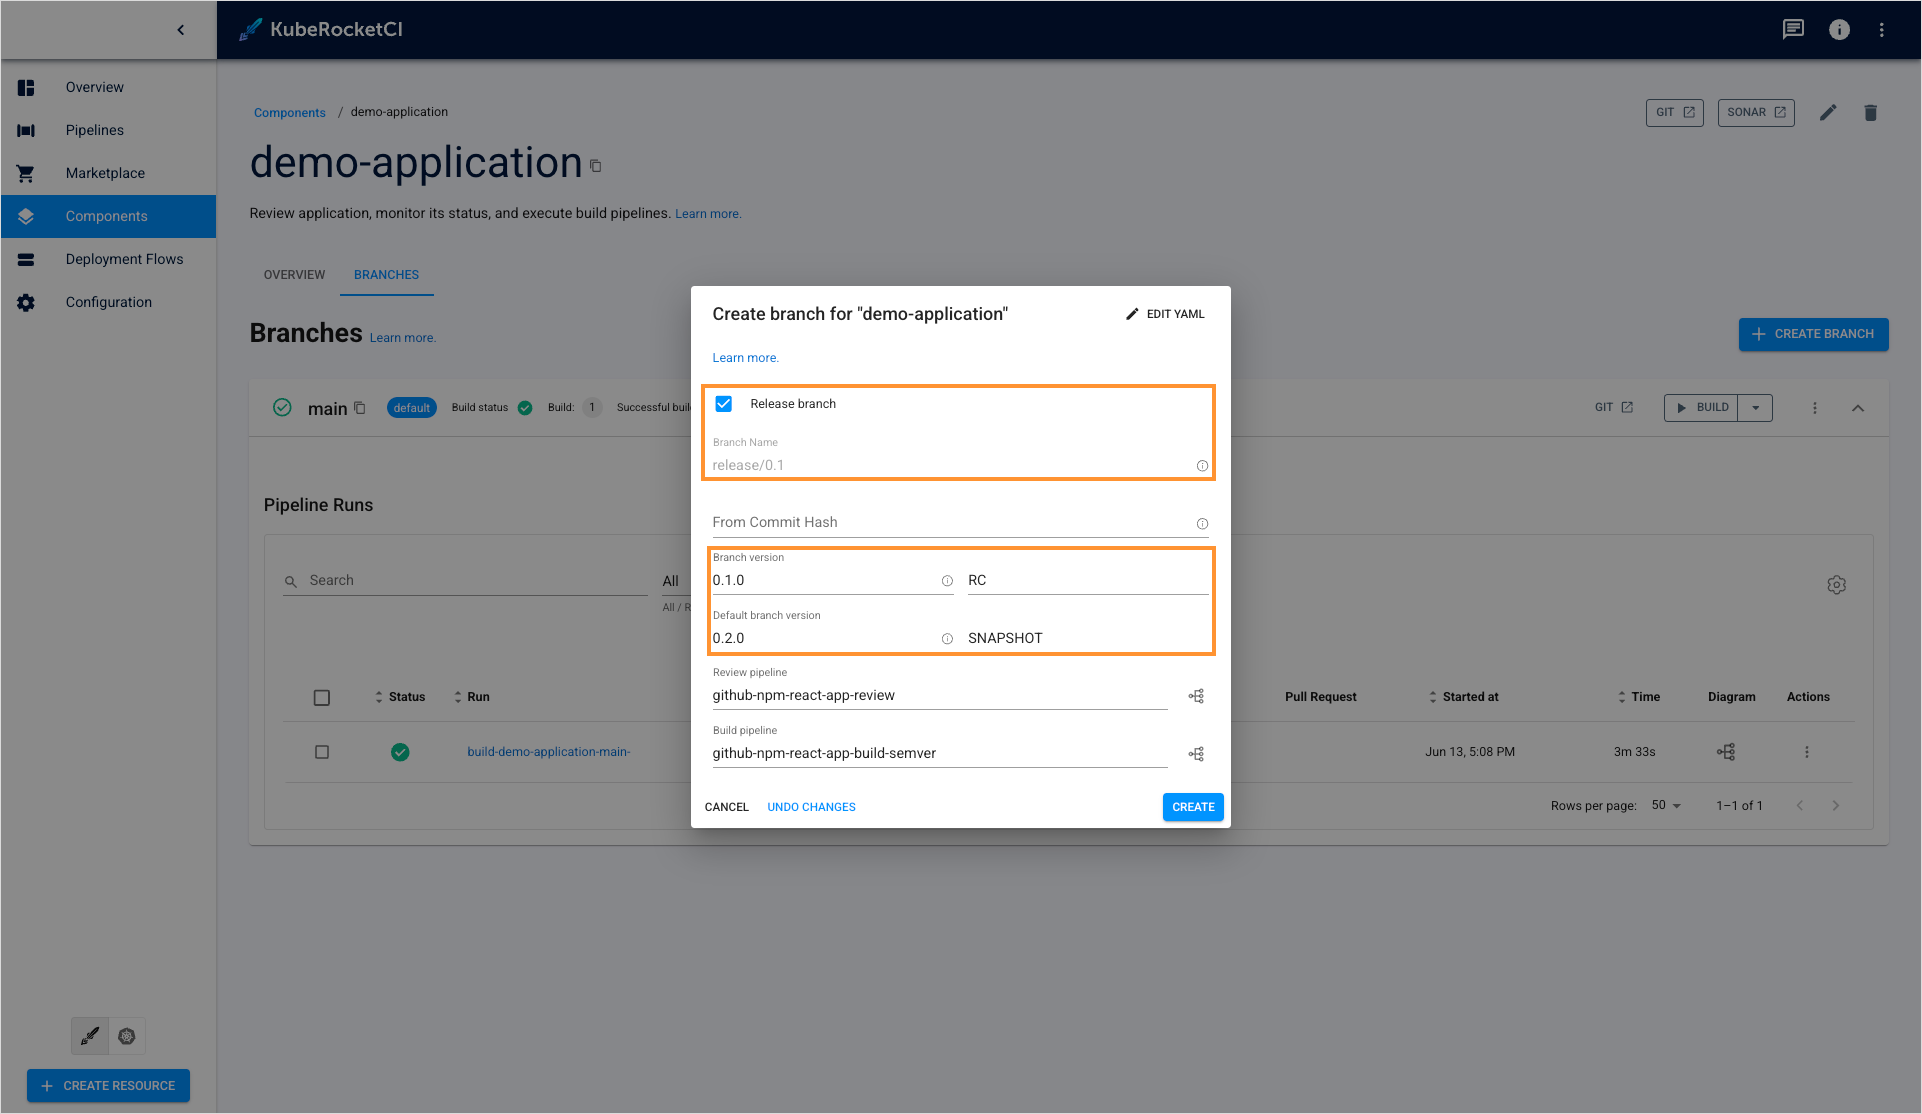 KubeRocketCI
Overview
Pipelines
Marketplace
Components
Deployment Flows
Configuration
CREATE RESOURCE
Components / demo-application
GIT
SONAR
demo-application
Review application, monitor its status, and execute build pipelines. Learn more.
OVERVIEW
BRANCHES
Branches Learn more.
CREATE BRANCH
main default Build status Build: 1 Successful buil
GIT
BUILD
Pipeline Runs
Search
All
All / R
Status Run Pull Request Started at Time Diagram Actions
build-demo-application-main- Jun 13, 5:08 PM 3m 33s
Rows per page: 50 1–1 of 1
Create branch for "demo-application"
EDIT YAML
Learn more.
Release branch
Branch Name
release/0.1
From Commit Hash
Branch version
0.1.0 RC
Default branch version
0.2.0 SNAPSHOT
Review pipeline
github-npm-react-app-review
Build pipeline
github-npm-react-app-build-semver
CANCEL UNDO CHANGES CREATE